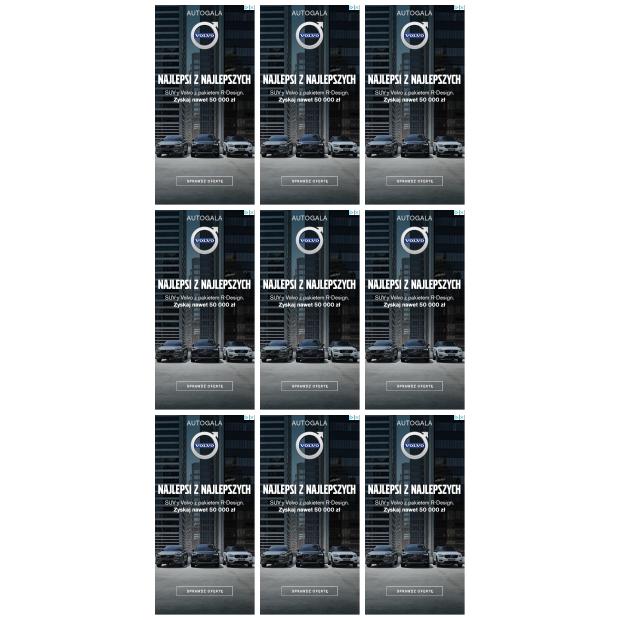 AUTOGALA AUTOGALA AUTOGALA
VOLVO VOLVO VOLVO
NAJLEPSI Z NAJLEPSZYCH NAJLEPSI Z NAJLEPSZYCH NAJLEPSI Z NAJLEPSZYCH
SUV-y Volvo z pakietem R-Design. SUV-y Volvo z pakietem R-Design. SUV-y Volvo z pakietem R-Design.
Zyskaj nawet 50 000 zł Zyskaj nawet 50 000 zł Zyskaj nawet 50 000 zł
SPRAWDŹ OFERTĘ SPRAWDŹ OFERTĘ SPRAWDŹ OFERTĘ
AUTOGALA AUTOGALA AUTOGALA
VOLVO VOLVO VOLVO
NAJLEPSI Z NAJLEPSZYCH NAJLEPSI Z NAJLEPSZYCH NAJLEPSI Z NAJLEPSZYCH
SUV-y Volvo z pakietem R-Design. SUV-y Volvo z pakietem R-Design. SUV-y Volvo z pakietem R-Design.
Zyskaj nawet 50 000 zł Zyskaj nawet 50 000 zł Zyskaj nawet 50 000 zł
SPRAWDŹ OFERTĘ SPRAWDŹ OFERTĘ SPRAWDŹ OFERTĘ
AUTOGALA AUTOGALA AUTOGALA
VOLVO VOLVO VOLVO
NAJLEPSI Z NAJLEPSZYCH NAJLEPSI Z NAJLEPSZYCH NAJLEPSI Z NAJLEPSZYCH
SUV-y Volvo z pakietem R-Design. SUV-y Volvo z pakietem R-Design. SUV-y Volvo z pakietem R-Design.
Zyskaj nawet 50 000 zł Zyskaj nawet 50 000 zł Zyskaj nawet 50 000 zł
SPRAWDŹ OFERTĘ SPRAWDŹ OFERTĘ SPRAWDŹ OFERTĘ